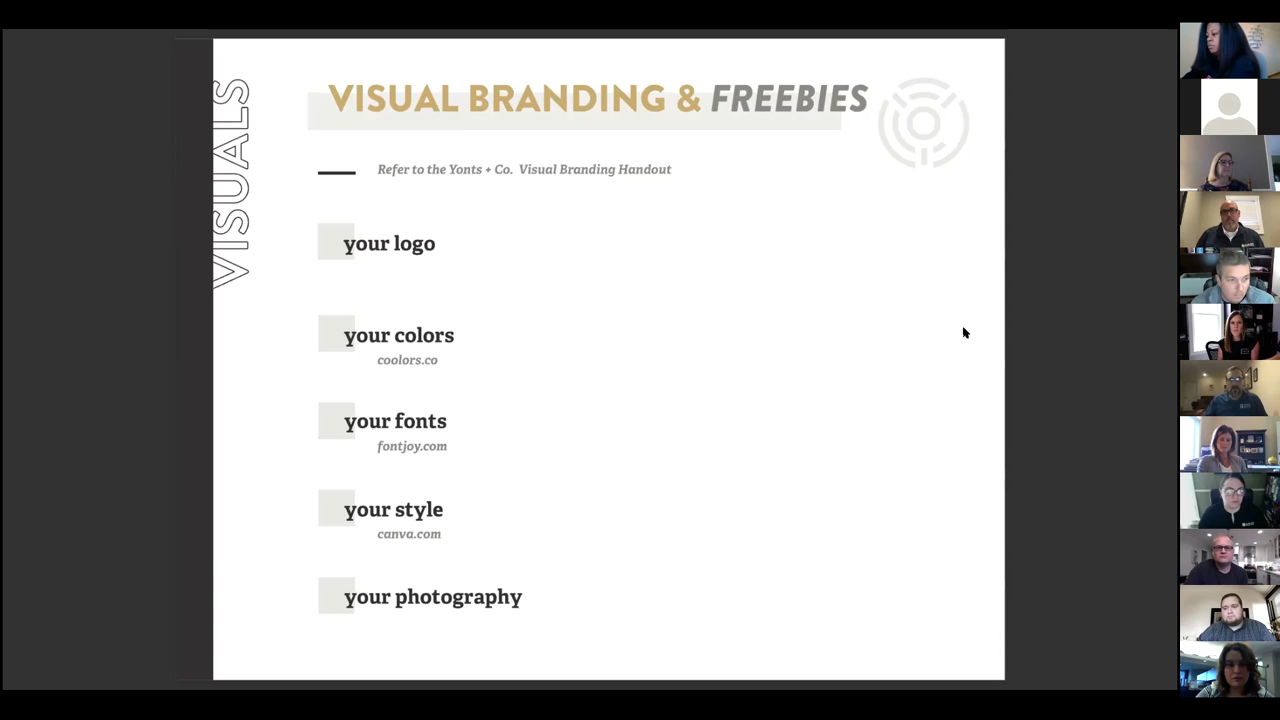 VISUALS
VISUAL BRANDING & FREEBIES
Refer to the Yonts + Co. Visual Branding Handout
your logo
your colors
coolors.co
your fonts
fontjoy.com
your style
canva.com
your photography